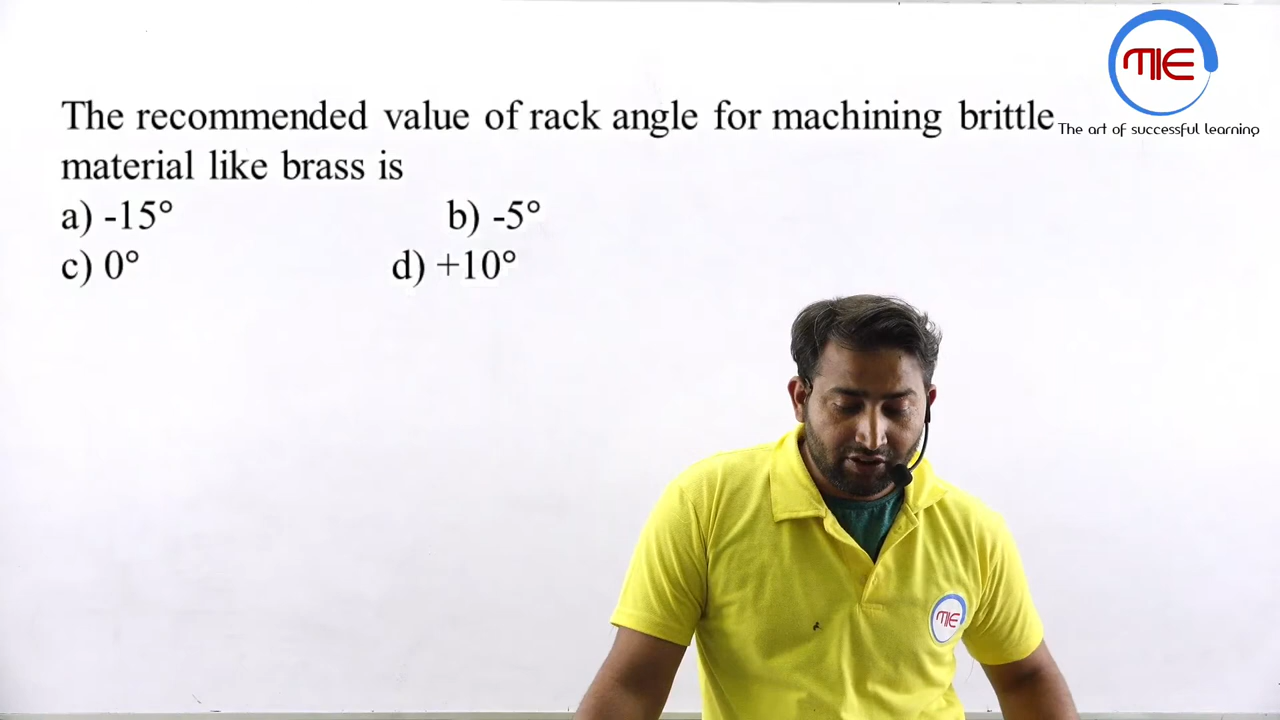 MIE
The art of successful learning
The recommended value of rack angle for machining brittle
material like brass is
a) -15° b) -5°
c) 0° d) +10°
MIE